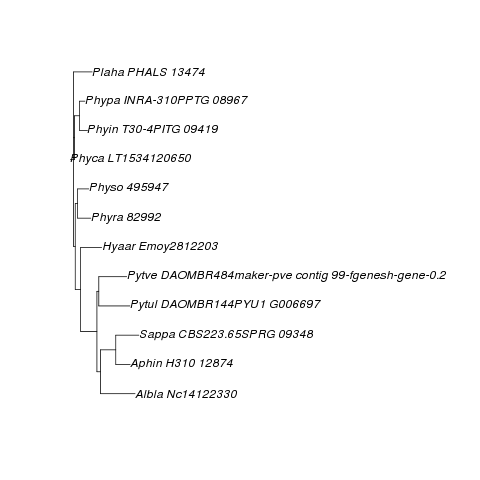 Plaha PHALS 13474
Phypa INRA-310PPTG 08967
Phyin T30-4PITG 09419
Phyca LT1534120650
Physo 495947
Phyra 82992
Hyaar Emoy2812203
Pytve DAOMBR484maker-pve contig 99-fgenesh-gene-0.2
Pytul DAOMBR144PYU1 G006697
Sappa CBS223.65SPRG 09348
Aphin H310 12874
Albla Nc14122330